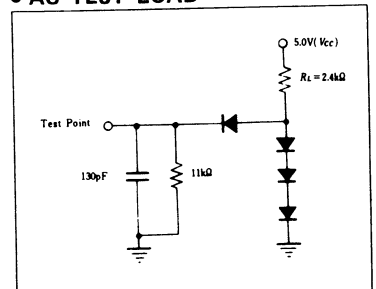 ● AC TEST LOAD
5.0V(Vcc)
RL=2.4kΩ
Test Point
130pF
11kΩ